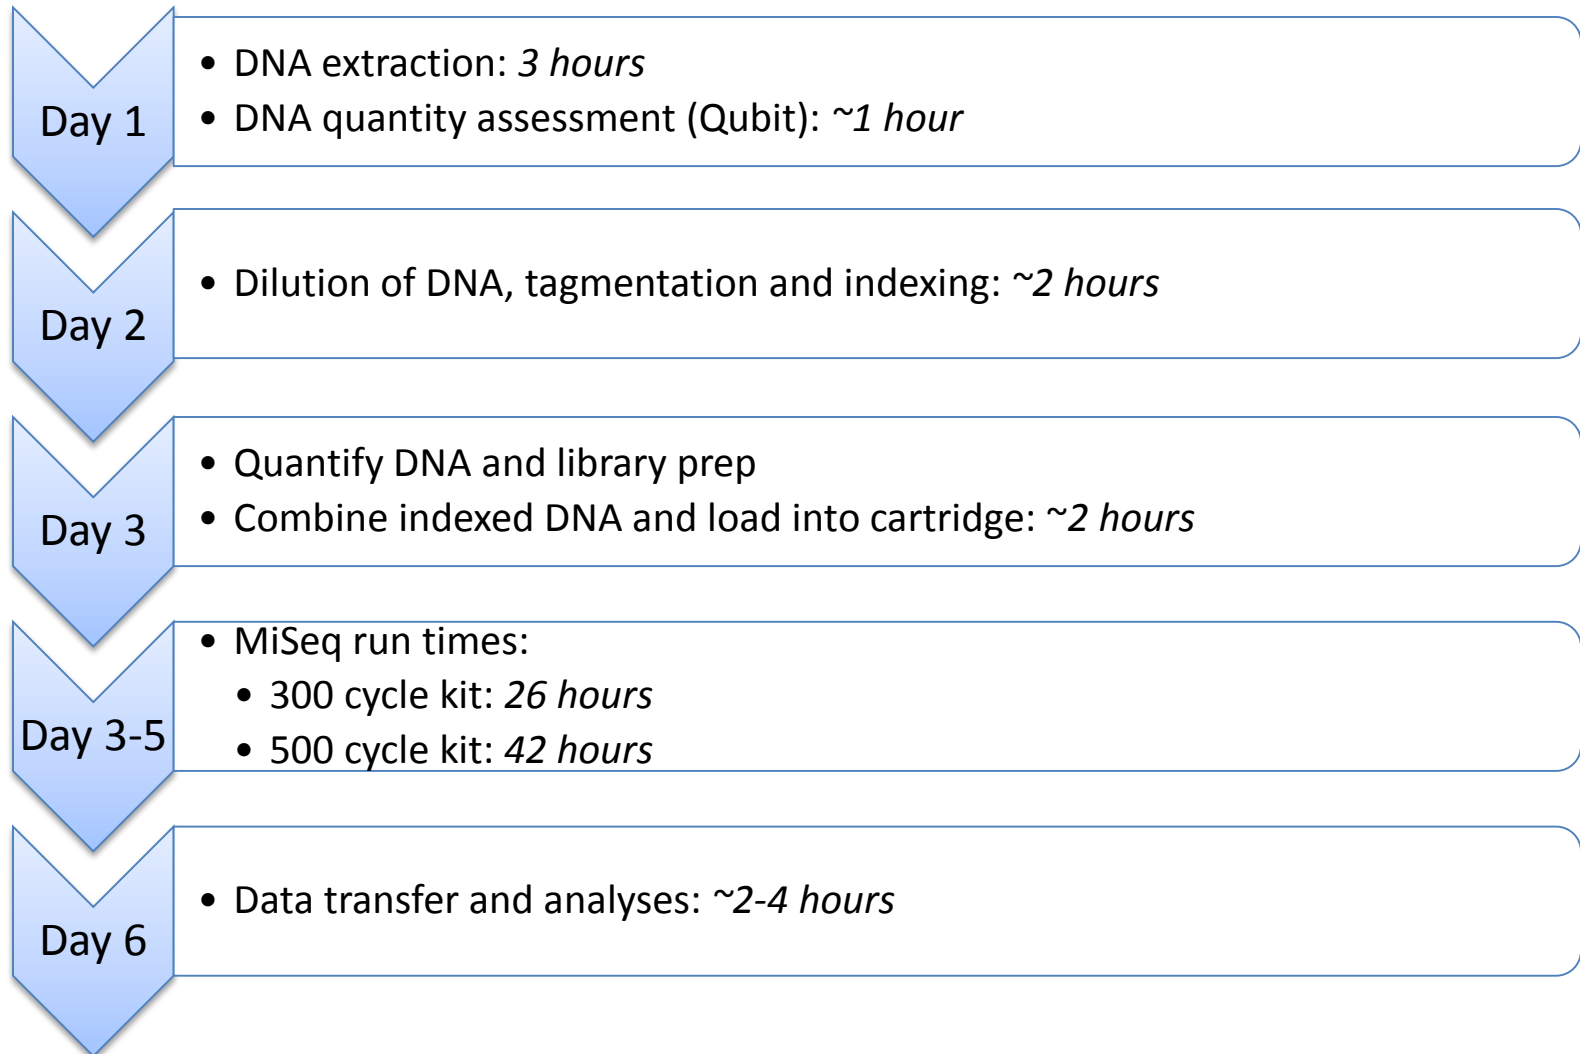 Day 1
• DNA extraction: 3 hours
• DNA quantity assessment (Qubit): ~1 hour
Day 2
• Dilution of DNA, tagmentation and indexing: ~2 hours
Day 3
• Quantify DNA and library prep
• Combine indexed DNA and load into cartridge: ~2 hours
Day 3-5
• MiSeq run times:
• 300 cycle kit: 26 hours
• 500 cycle kit: 42 hours
Day 6
• Data transfer and analyses: ~2-4 hours